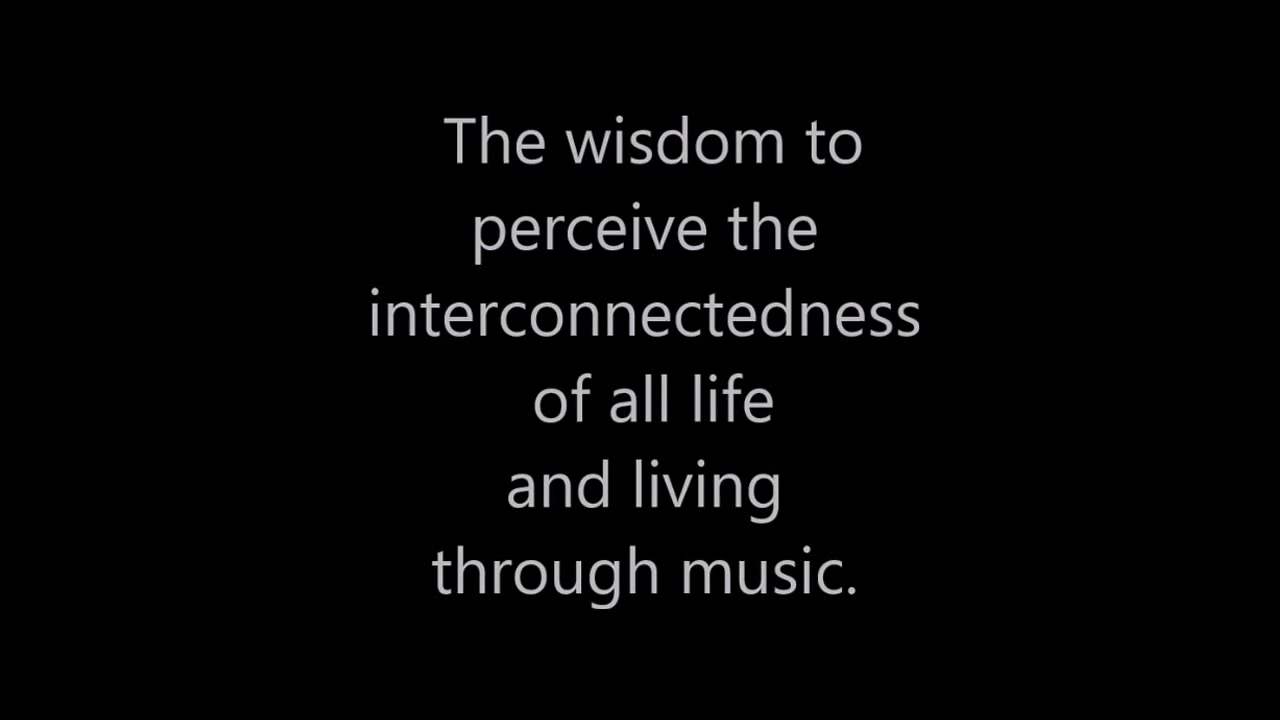 The wisdom to
perceive the
interconnectedness
of all life
and living
through music.